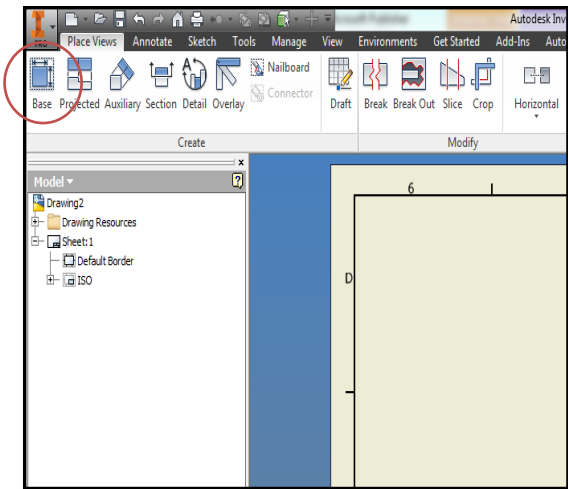 Autodesk Inv
Place Views Annotate Sketch Tools Manage View Environments Get Started Add-Ins Auto
Nailboard
Connector
Base Projected Auxiliary Section Detail Overlay Draft Break Break Out Slice Crop Horizontal
Create Modify
Model
Drawing2
Drawing Resources
Sheet:1
Default Border
ISO
6
D